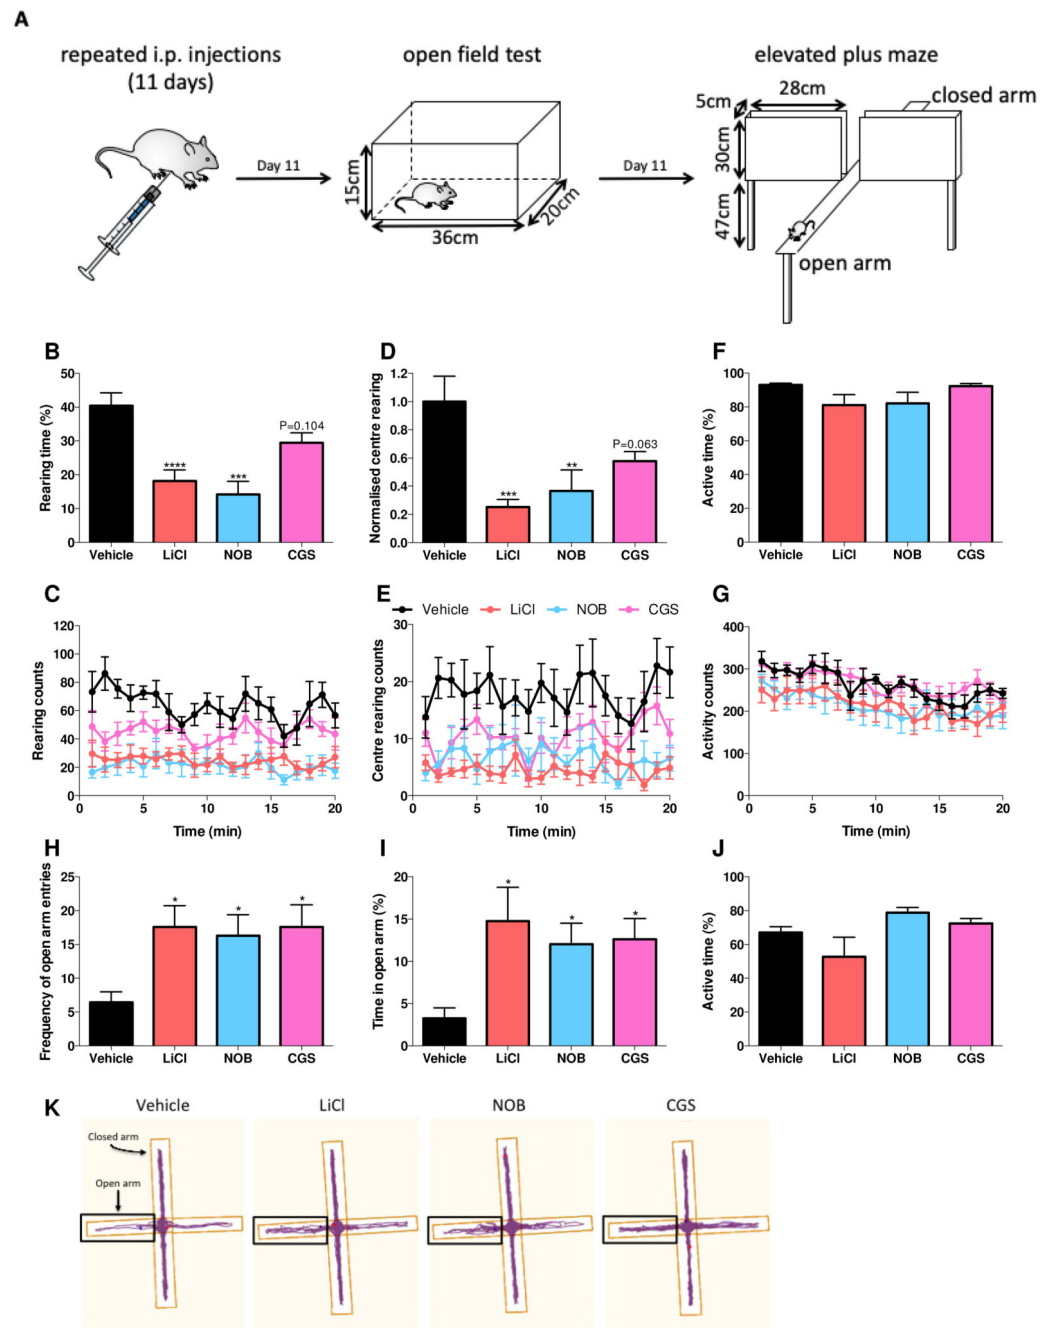 A
repeated i.p. injections
(11 days)
open field test
elevated plus maze
Day 11
15cm
36cm
20cm
Day 11
5cm
28cm
closed arm
30cm
47cm
open arm
B
Rearing time (%)
50
40
30
20
10
0
****
***
P=0.104
Vehicle LiCl NOB CGS
D
Normalised centre rearing
1.2
1.0
0.8
0.6
0.4
0.2
0.0
***
**
P=0.063
Vehicle LiCl NOB CGS
F
Active time (%)
100
80
60
40
20
0
Vehicle LiCl NOB CGS
C
Rearing counts
120
100
80
60
40
20
0
0 5 10 15 20
Time (min)
E
Vehicle LiCl NOB CGS
Centre rearing counts
30
20
10
0
0 5 10 15 20
Time (min)
G
Activity counts
400
300
200
100
0
0 5 10 15 20
Time (min)
H
Frequency of open arm entries
25
20
15
10
5
0
* * *
Vehicle LiCl NOB CGS
I
Time in open arm (%)
20
15
10
5
0
* * *
Vehicle LiCl NOB CGS
J
Active time (%)
100
80
60
40
20
0
Vehicle LiCl NOB CGS
K
Vehicle LiCl NOB CGS
Closed arm
Open arm